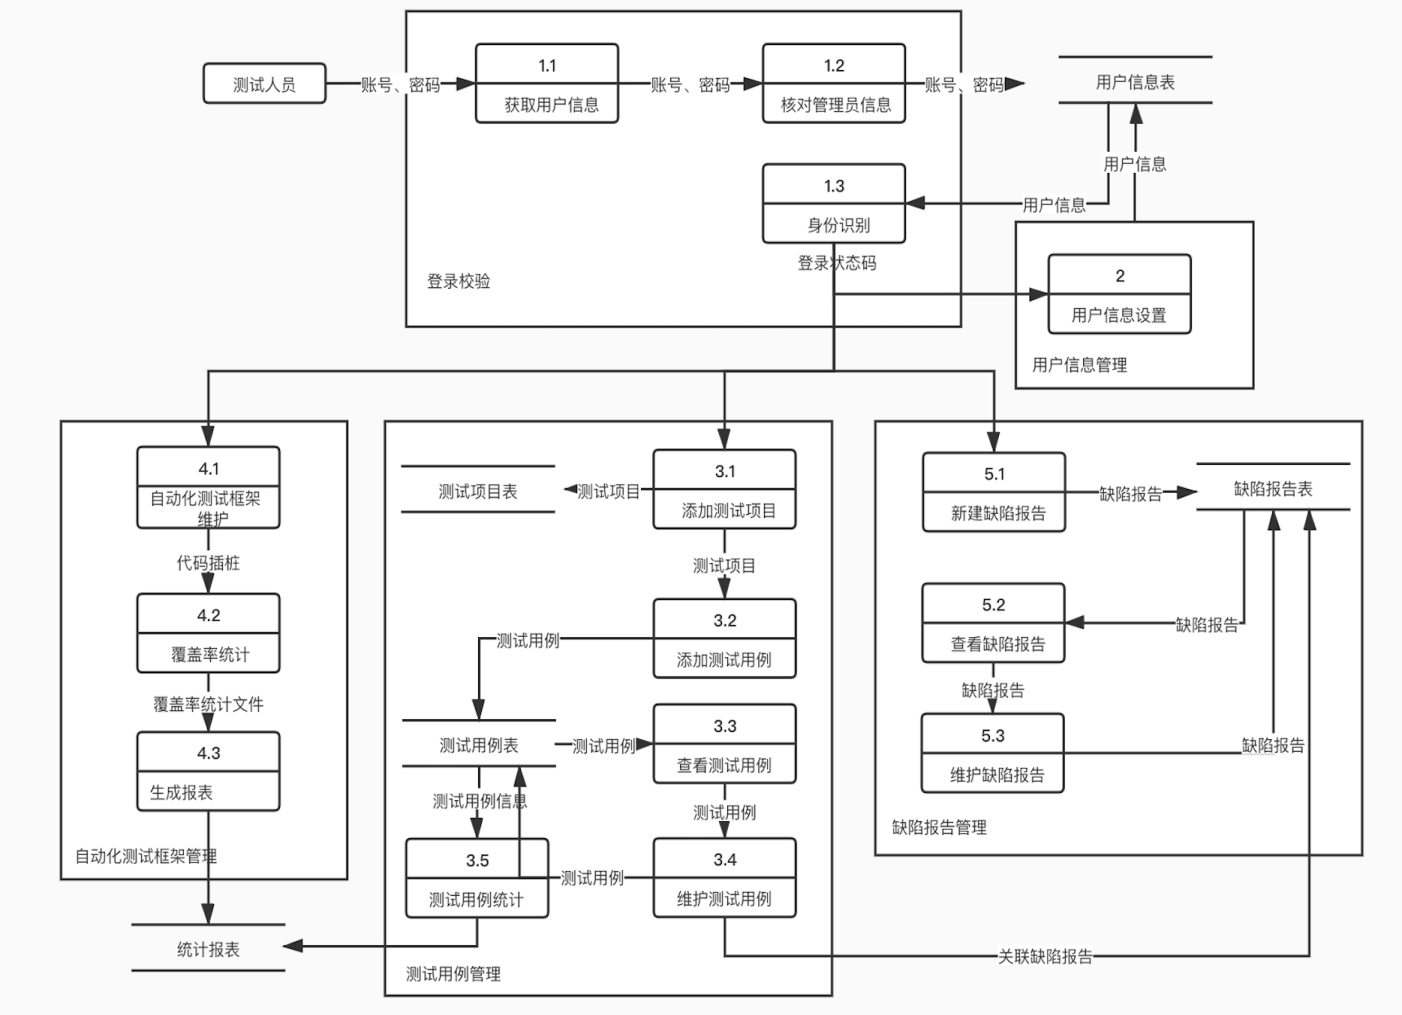 测试人员
账号、密码
1.1
获取用户信息
账号、密码
1.2
核对管理员信息
账号、密码
用户信息表
用户信息
用户信息
1.3
身份识别
登录状态码
登录校验
2
用户信息设置
用户信息管理
4.1
自动化测试框架
维护
代码插桩
4.2
覆盖率统计
覆盖率统计文件
4.3
生成报表
自动化测试框架管理
统计报表
测试项目表
测试项目
3.1
添加测试项目
测试项目
3.2
添加测试用例
测试用例
测试用例表
测试用例
3.3
查看测试用例
测试用例信息
测试用例
3.5
测试用例统计
测试用例
3.4
维护测试用例
测试用例管理
关联缺陷报告
5.1
新建缺陷报告
缺陷报告
缺陷报告表
5.2
查看缺陷报告
缺陷报告
缺陷报告
5.3
维护缺陷报告
缺陷报告
缺陷报告管理